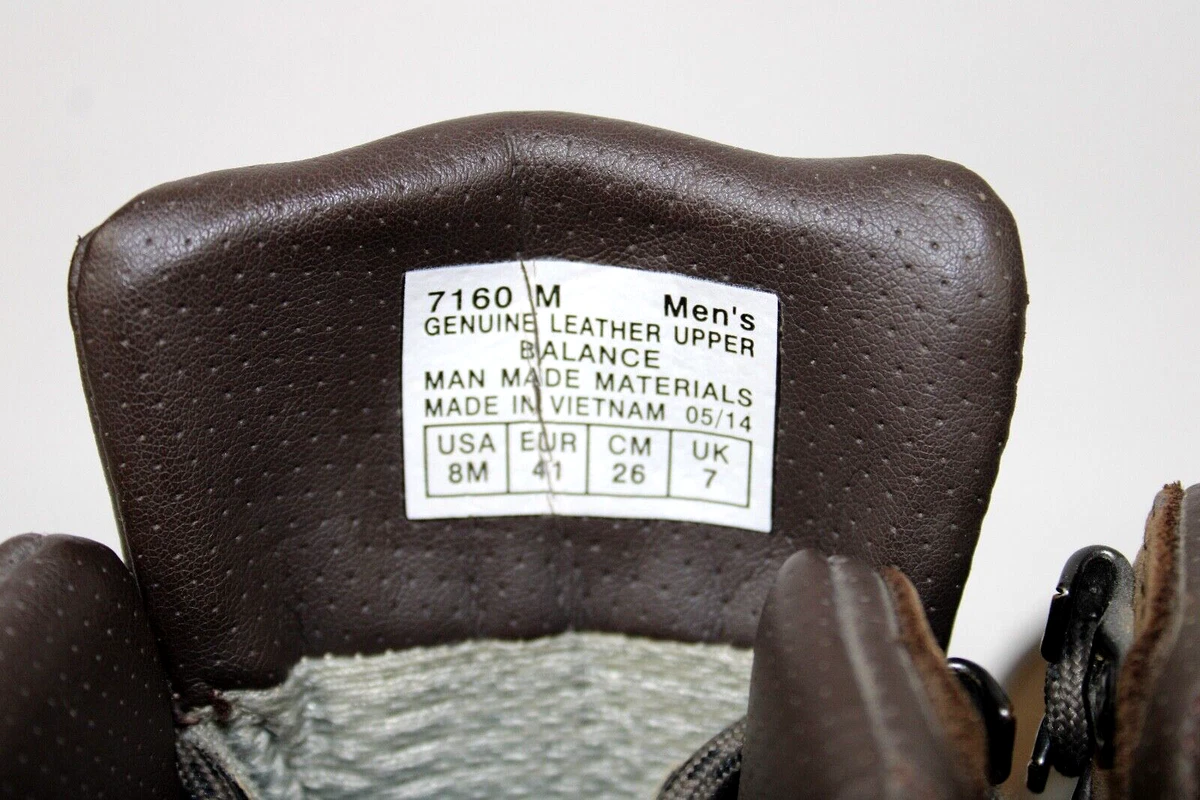 7160 M Men's
GENUINE LEATHER UPPER
BALANCE
MAN MADE MATERIALS
MADE IN VIETNAM 05/14
USA EUR CM UK
8M 41 26 7